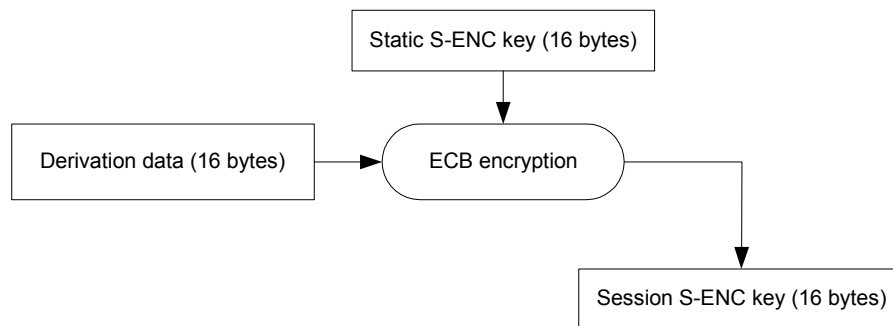 Static S-ENC key (16 bytes)
Derivation data (16 bytes)
ECB encryption
Session S-ENC key (16 bytes)